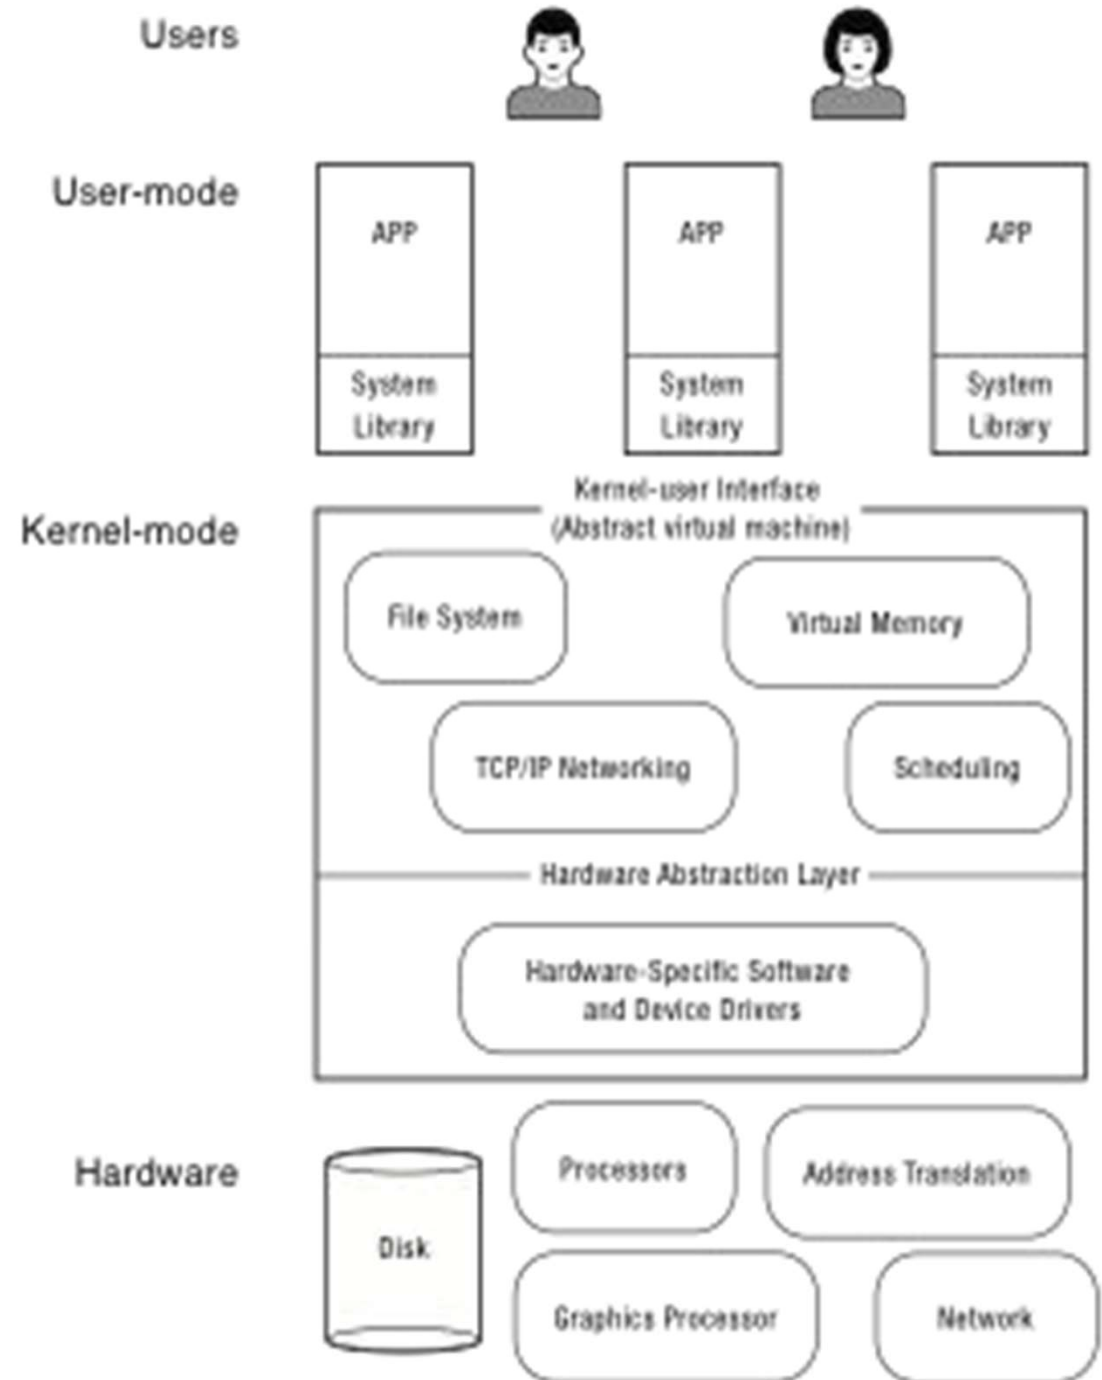 Users
User-mode
APP
APP
APP
System
Library
System
Library
System
Library
Kernel-user Interface
(Abstract virtual machine)
Kernel-mode
File System
Virtual Memory
TCP/IP Networking
Scheduling
Hardware Abstraction Layer
Hardware-Specific Software
and Device Drivers
Hardware
Processors
Address Translation
Disk
Graphics Processor
Network